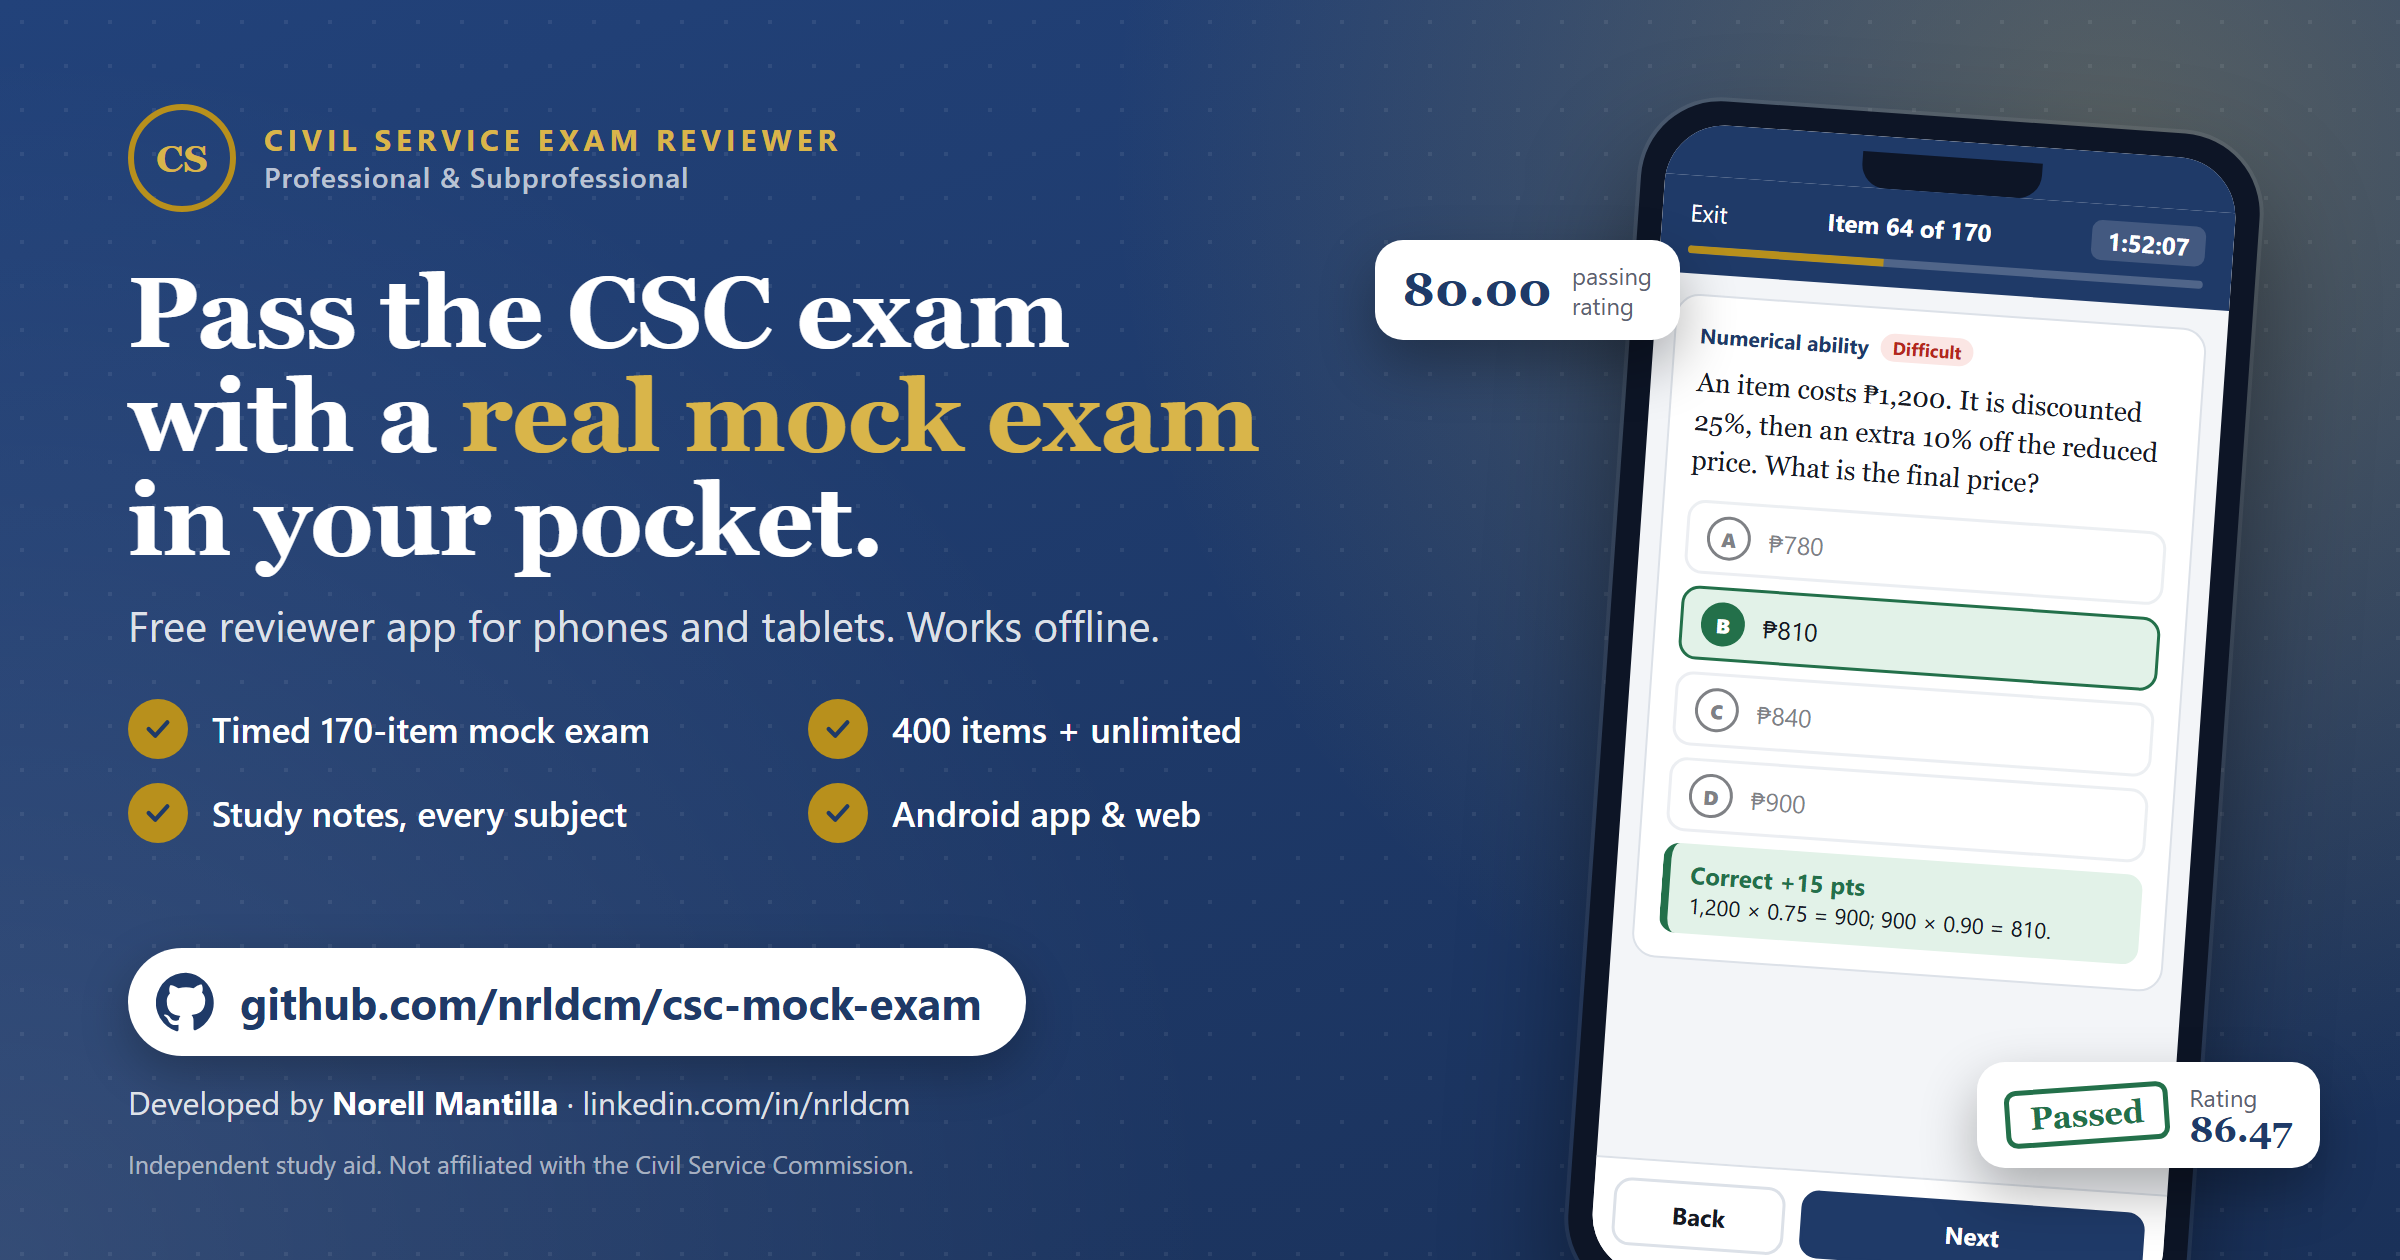 CS
CIVIL SERVICE EXAM REVIEWER
Professional & Subprofessional
Pass the CSC exam
with a real mock exam
in your pocket.
Free reviewer app for phones and tablets. Works offline.
Timed 170-item mock exam
400 items + unlimited
Study notes, every subject
Android app & web
github.com/nrldcm/csc-mock-exam
Developed by Norell Mantilla · linkedin.com/in/nrldcm
Independent study aid. Not affiliated with the Civil Service Commission.
80.00
passing
rating
Exit
Item 64 of 170
1:52:07
Numerical ability
Difficult
An item costs ₱1,200. It is discounted
25%, then an extra 10% off the reduced
price. What is the final price?
A ₱780
B ₱810
C ₱840
D ₱900
Correct +15 pts
1,200 × 0.75 = 900; 900 × 0.90 = 810.
Passed
Rating
86.47
Back
Next